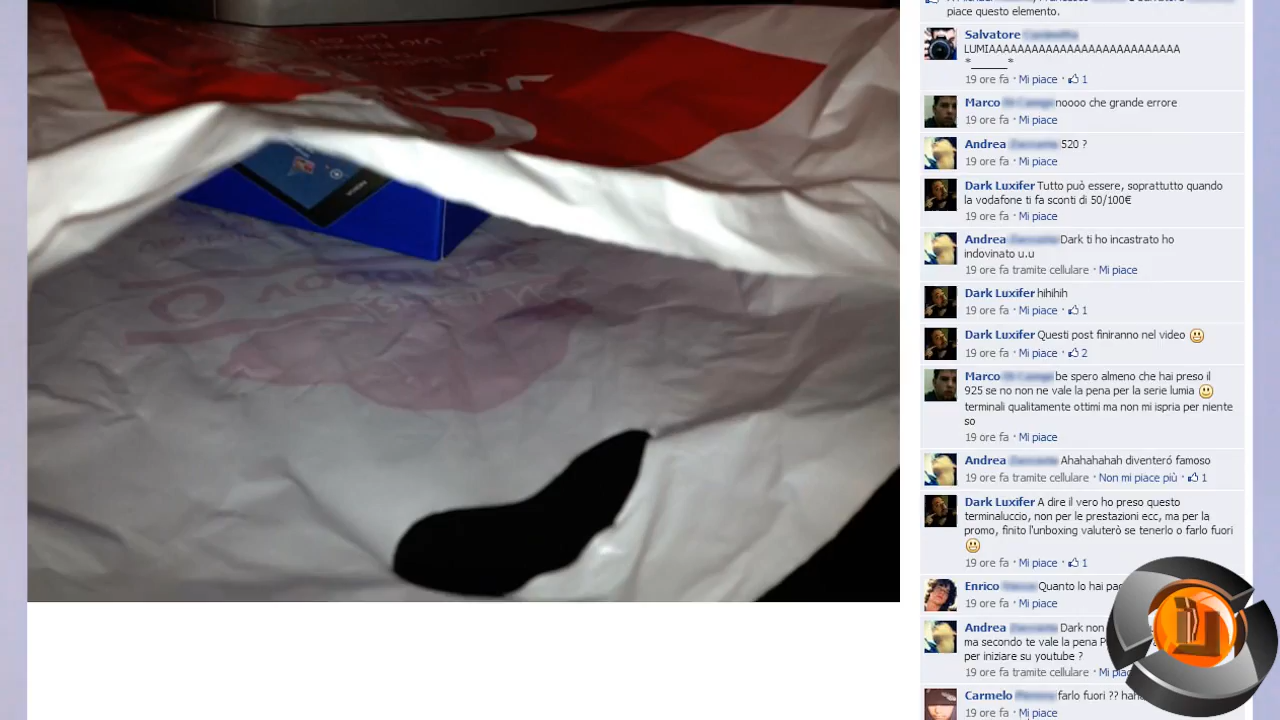 piace questo elemento.
Salvatore
LUMIAAAAAAAAAAAAAAAAAAAAAAAAAAA
*______*
19 ore fa · Mi piace · 1
Marco noooo che grande errore
19 ore fa · Mi piace
Andrea 520 ?
19 ore fa · Mi piace
Dark Luxifer Tutto può essere, soprattutto quando
la vodafone ti fa sconti di 50/100€
19 ore fa · Mi piace
Andrea Dark ti ho incastrato ho
indovinato u.u
19 ore fa tramite cellulare · Mi piace
Dark Luxifer hihihih
19 ore fa · Mi piace · 1
Dark Luxifer Questi post finiranno nel video
19 ore fa · Mi piace · 2
Marco be spero almeno che hai preso il
925 se no non ne vale la pena per la serie lumia
terminali qualitamente ottimi ma non mi ispria per niente
so
19 ore fa · Mi piace
Andrea Ahahahahah diventeró famoso
19 ore fa tramite cellulare · Non mi piace più · 1
Dark Luxifer A dire il vero ho preso questo
terminaluccio, non per le prestazioni ecc, ma per la
promo, finito l'unboxing valuterò se tenerlo o farlo fuori
19 ore fa · Mi piace · 1
Enrico Quanto lo hai
19 ore fa · Mi piace
Andrea Dark non
ma secondo te vale la pena
per iniziare su youtube ?
19 ore fa tramite cellulare · Mi
Carmelo farlo fuori ??
19 ore fa · Mi piace